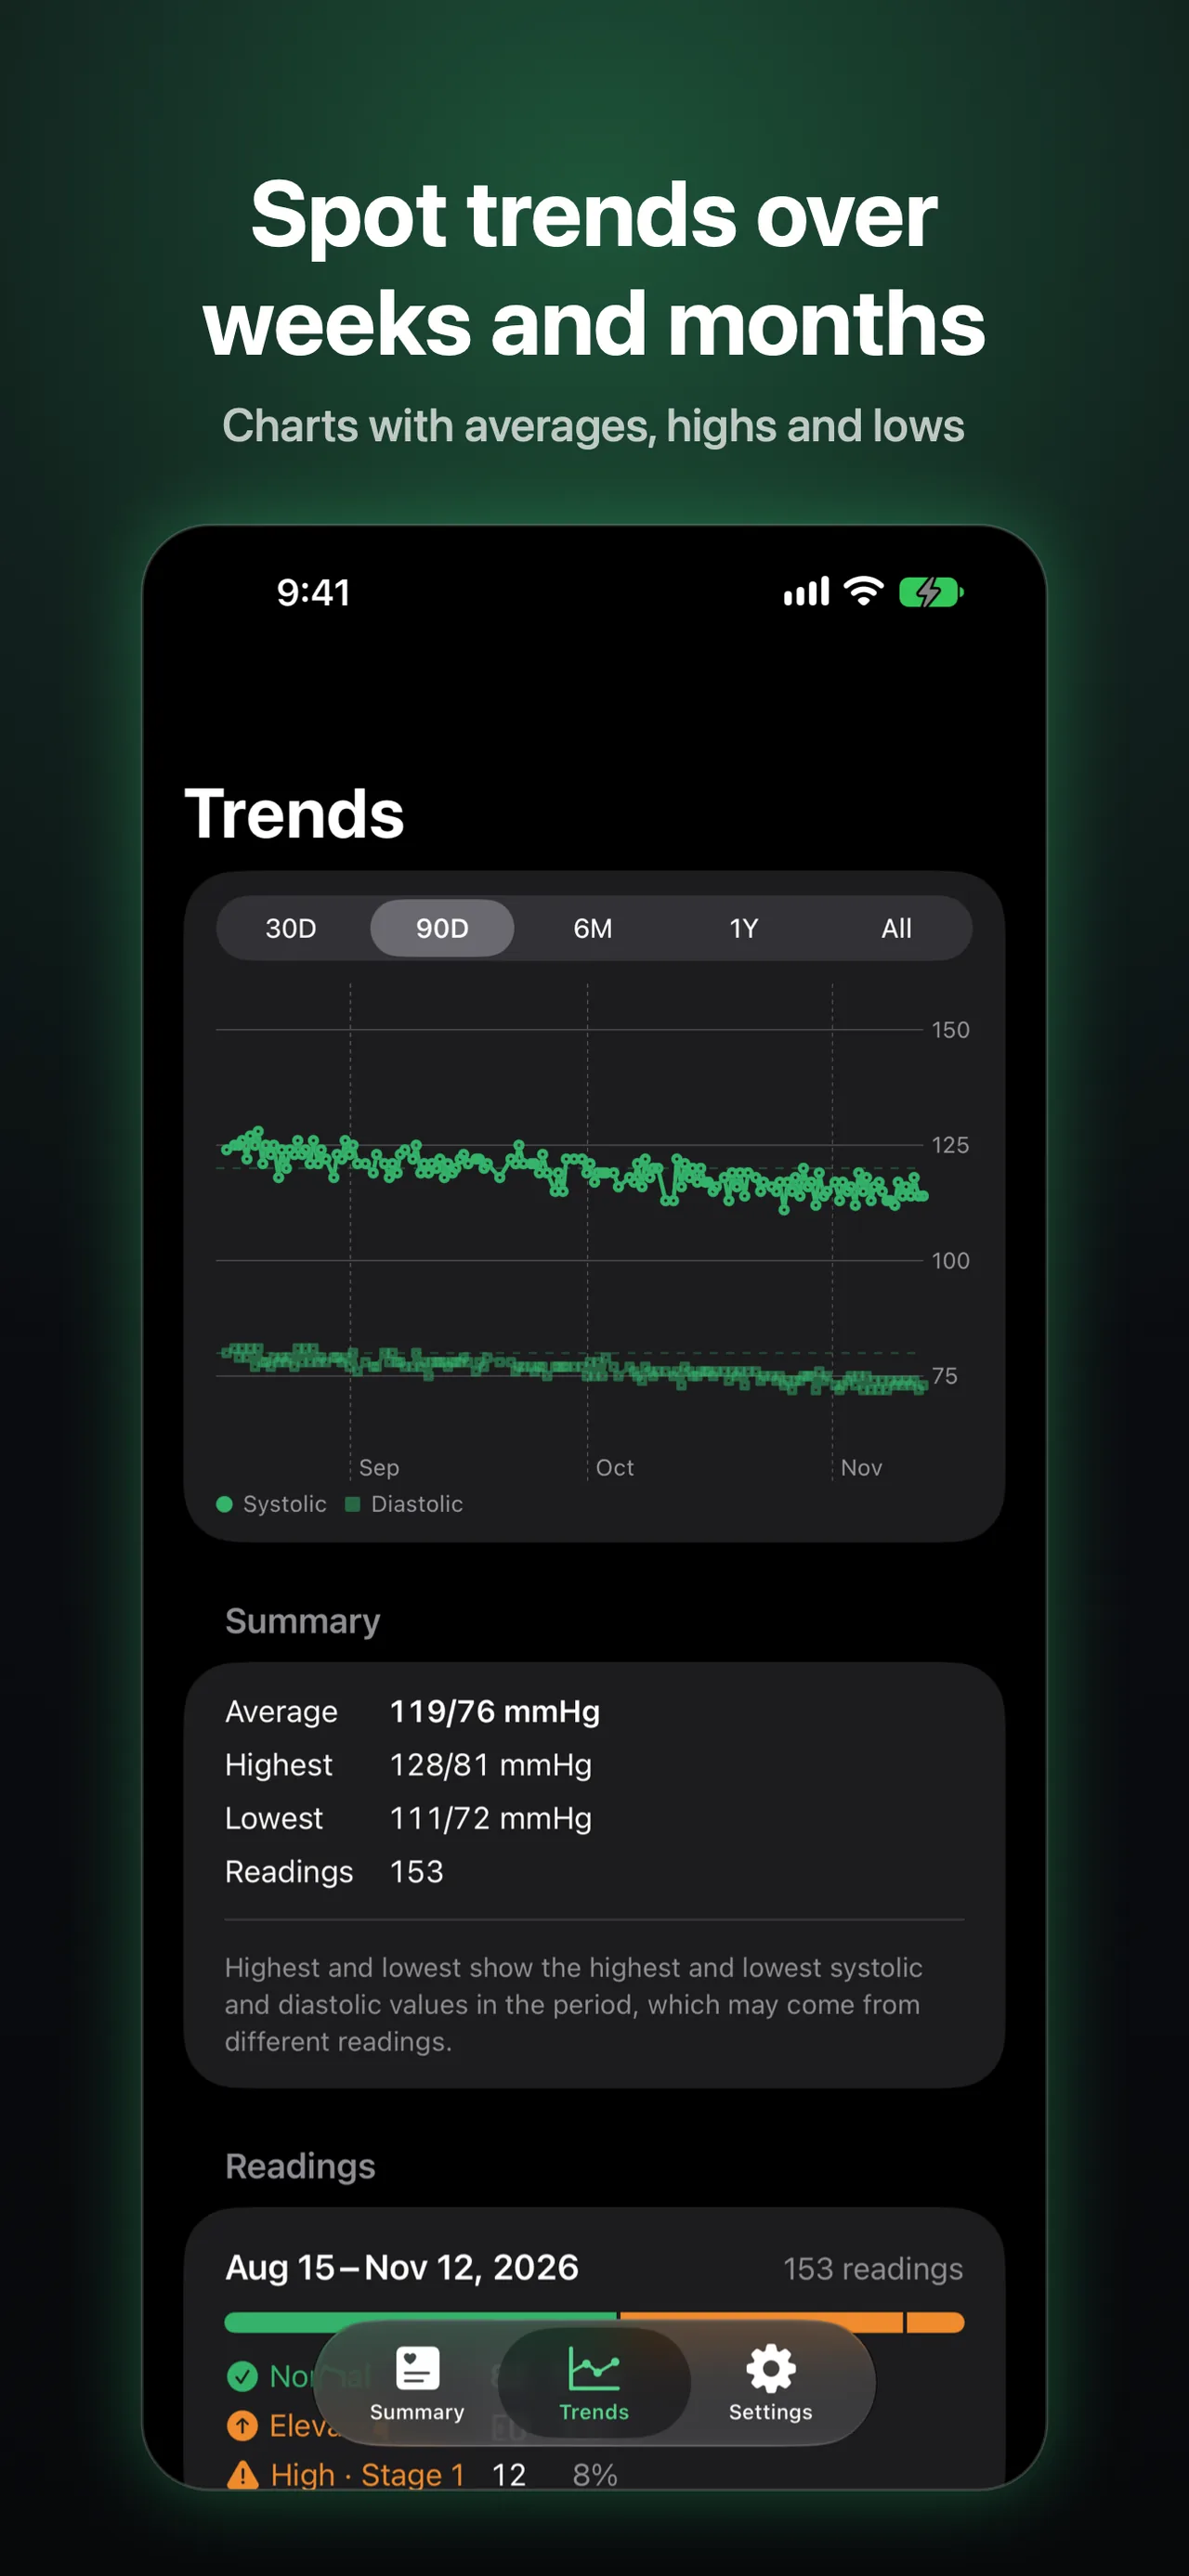 Spot trends over
weeks and months
Charts with averages, highs and lows
9:41
Trends
30D 90D 6M 1Y All
150
125
100
75
Sep Oct Nov
Systolic Diastolic
Summary
Average 119/76 mmHg
Highest 128/81 mmHg
Lowest 111/72 mmHg
Readings 153
Highest and lowest show the highest and lowest systolic
and diastolic values in the period, which may come from
different readings.
Readings
Aug 15–Nov 12, 2026 153 readings
Normal
Summary Trends Settings
High · Stage 1 12 8%